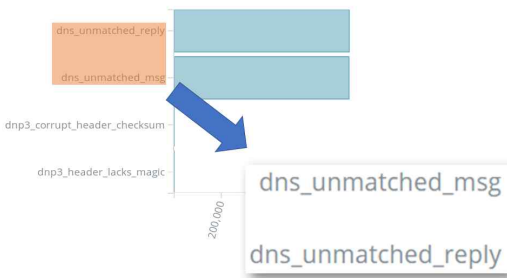 dns_unmatched_reply
dns_unmatched_msg
dnp3_corrupt_header_checksum
dnp3_header_lacks_magic
200,000
dns_unmatched_msg
dns_unmatched_reply